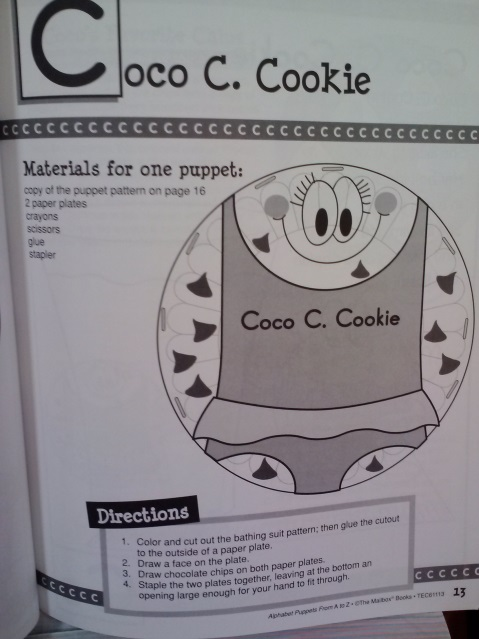 Coco C. Cookie
C C C C C C C C C C C C C C C C C C C C C C C C C C C C C C C C C
Materials for one puppet:
copy of the puppet pattern on page 16
2 paper plates
crayons
scissors
glue
stapler
Coco C. Cookie
Directions
1. Color and cut out the bathing suit pattern; then glue the cutout
to the outside of a paper plate.
2. Draw a face on the plate.
3. Draw chocolate chips on both paper plates.
4. Staple the two plates together, leaving at the bottom an
opening large enough for your hand to fit through.
C C C C C
C C C C C
Alphabet Puppets From A to Z • ©The Mailbox® Books • TEC61113 13